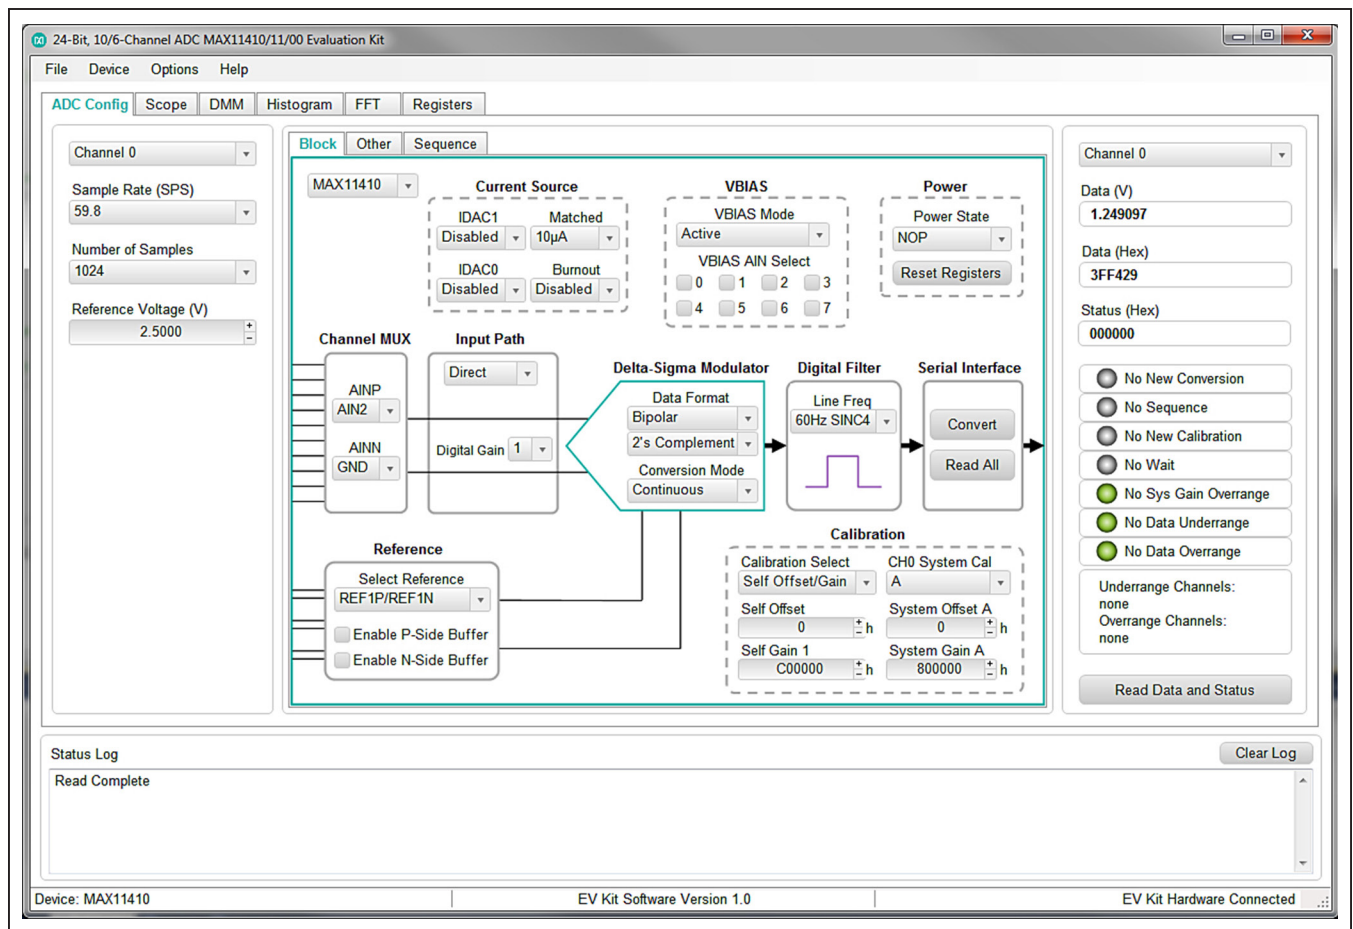 24-Bit, 10/6-Channel ADC MAX11410/11/00 Evaluation Kit
File Device Options Help
ADC Config Scope DMM Histogram FFT Registers
Channel 0
Sample Rate (SPS)
59.8
Number of Samples
1024
Reference Voltage (V)
2.5000
Block Other Sequence
MAX11410
Current Source
IDAC1 Matched
Disabled 10µA
IDAC0 Burnout
Disabled Disabled
VBIAS
VBIAS Mode
Active
VBIAS AIN Select
0 1 2 3
4 5 6 7
Power
Power State
NOP
Reset Registers
Channel MUX
AINP
AIN2
AINN
GND
Input Path
Direct
Digital Gain 1
Delta-Sigma Modulator
Data Format
Bipolar
2's Complement
Conversion Mode
Continuous
Digital Filter
Line Freq
60Hz SINC4
Serial Interface
Convert
Read All
Reference
Select Reference
REF1P/REF1N
Enable P-Side Buffer
Enable N-Side Buffer
Calibration
Calibration Select CH0 System Cal
Self Offset/Gain A
Self Offset System Offset A
0 + - h 0 + - h
Self Gain 1 System Gain A
C00000 + - h 800000 + - h
Channel 0
Data (V)
1.249097
Data (Hex)
3FF429
Status (Hex)
000000
No New Conversion
No Sequence
No New Calibration
No Wait
No Sys Gain Overrange
No Data Underrange
No Data Overrange
Underrange Channels:
none
Overrange Channels:
none
Read Data and Status
Status Log
Clear Log
Read Complete
Device: MAX11410 EV Kit Software Version 1.0 EV Kit Hardware Connected